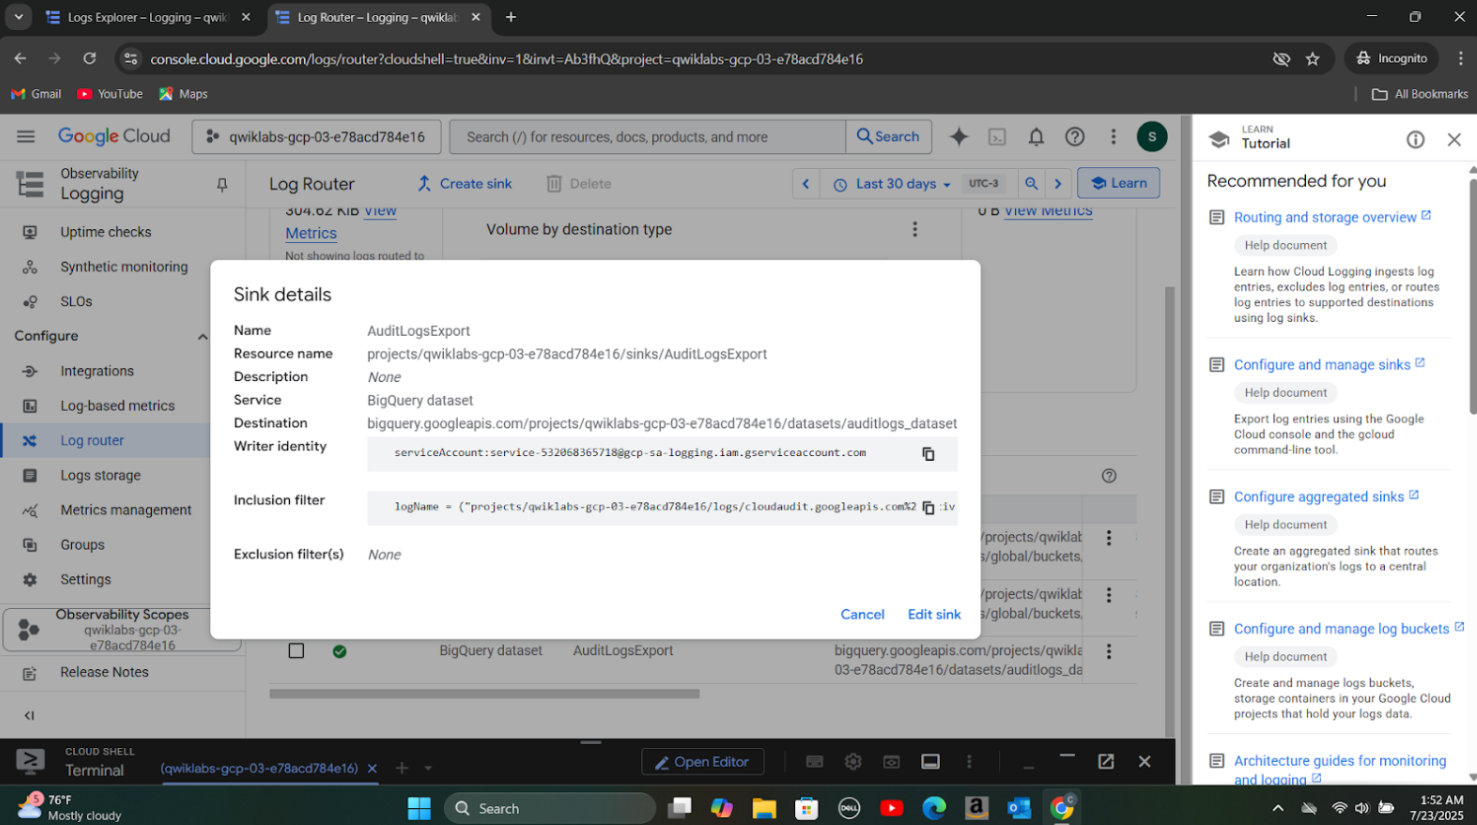 Logs Explorer – Logging – qwik
Log Router – Logging – qwiklab
console.cloud.google.com/logs/router?cloudshell=true&inv=1&invt=Ab3fhQ&project=qwiklabs-gcp-03-e78acd784e16
Incognito
Gmail
YouTube
Maps
All Bookmarks
Google Cloud
qwiklabs-gcp-03-e78acd784e16
Search (/) for resources, docs, products, and more
Search
S
Observability
Logging
Log Router
Create sink
Delete
Last 30 days
UTC-3
Learn
Uptime checks
Synthetic monitoring
SLOs
Configure
Integrations
Log-based metrics
Log router
Logs storage
Metrics management
Groups
Settings
Observability Scopes
qwiklabs-gcp-03-
e78acd784e16
Release Notes
304.62 KiB View
Metrics
Not showing logs routed to
Volume by destination type
0 B View Metrics
Sink details
Name AuditLogsExport
Resource name projects/qwiklabs-gcp-03-e78acd784e16/sinks/AuditLogsExport
Description None
Service BigQuery dataset
Destination bigquery.googleapis.com/projects/qwiklabs-gcp-03-e78acd784e16/datasets/auditlogs_dataset
Writer identity serviceAccount:service-532068365718@gcp-sa-logging.iam.gserviceaccount.com
Inclusion filter logName = ("projects/qwiklabs-gcp-03-e78acd784e16/logs/cloudaudit.googleapis.com%2 :iv
Exclusion filter(s) None
Cancel
Edit sink
/projects/qwiklab
s/global/buckets,
/projects/qwiklab
s/global/buckets,
BigQuery dataset
AuditLogsExport
bigquery.googleapis.com/projects/qwikla
03-e78acd784e16/datasets/auditlogs_da
LEARN
Tutorial
Recommended for you
Routing and storage overview
Help document
Learn how Cloud Logging ingests log
entries, excludes log entries, or routes
log entries to supported destinations
using log sinks.
Configure and manage sinks
Help document
Export log entries using the Google
Cloud console and the gcloud
command-line tool.
Configure aggregated sinks
Help document
Create an aggregated sink that routes
your organization's logs to a central
location.
Configure and manage log buckets
Help document
Create and manage logs buckets,
storage containers in your Google Cloud
projects that hold your logs data.
Architecture guides for monitoring
and logging
CLOUD SHELL
Terminal
(qwiklabs-gcp-03-e78acd784e16)
Open Editor
5
76°F
Mostly cloudy
Search
DELL
a
C
1:52 AM
7/23/2025